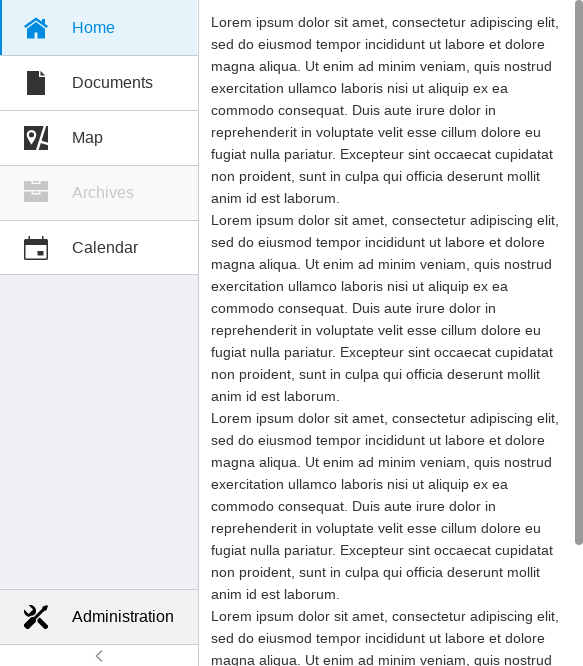 Home
Documents
Map
Archives
Calendar
Administration
Lorem ipsum dolor sit amet, consectetur adipiscing elit,
sed do eiusmod tempor incididunt ut labore et dolore
magna aliqua. Ut enim ad minim veniam, quis nostrud
exercitation ullamco laboris nisi ut aliquip ex ea
commodo consequat. Duis aute irure dolor in
reprehenderit in voluptate velit esse cillum dolore eu
fugiat nulla pariatur. Excepteur sint occaecat cupidatat
non proident, sunt in culpa qui officia deserunt mollit
anim id est laborum.
Lorem ipsum dolor sit amet, consectetur adipiscing elit,
sed do eiusmod tempor incididunt ut labore et dolore
magna aliqua. Ut enim ad minim veniam, quis nostrud
exercitation ullamco laboris nisi ut aliquip ex ea
commodo consequat. Duis aute irure dolor in
reprehenderit in voluptate velit esse cillum dolore eu
fugiat nulla pariatur. Excepteur sint occaecat cupidatat
non proident, sunt in culpa qui officia deserunt mollit
anim id est laborum.
Lorem ipsum dolor sit amet, consectetur adipiscing elit,
sed do eiusmod tempor incididunt ut labore et dolore
magna aliqua. Ut enim ad minim veniam, quis nostrud
exercitation ullamco laboris nisi ut aliquip ex ea
commodo consequat. Duis aute irure dolor in
reprehenderit in voluptate velit esse cillum dolore eu
fugiat nulla pariatur. Excepteur sint occaecat cupidatat
non proident, sunt in culpa qui officia deserunt mollit
anim id est laborum.
Lorem ipsum dolor sit amet, consectetur adipiscing elit,
sed do eiusmod tempor incididunt ut labore et dolore
magna aliqua. Ut enim ad minim veniam, quis nostrud